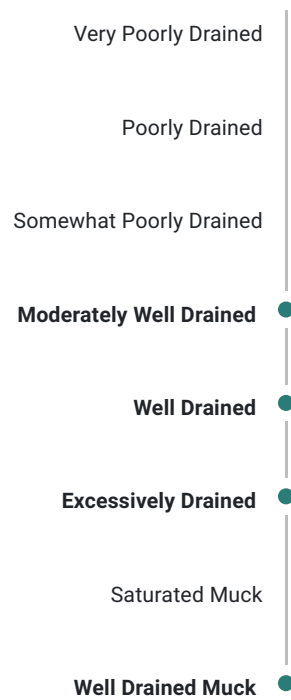 Very Poorly Drained
Poorly Drained
Somewhat Poorly Drained
Moderately Well Drained
Well Drained
Excessively Drained
Saturated Muck
Well Drained Muck